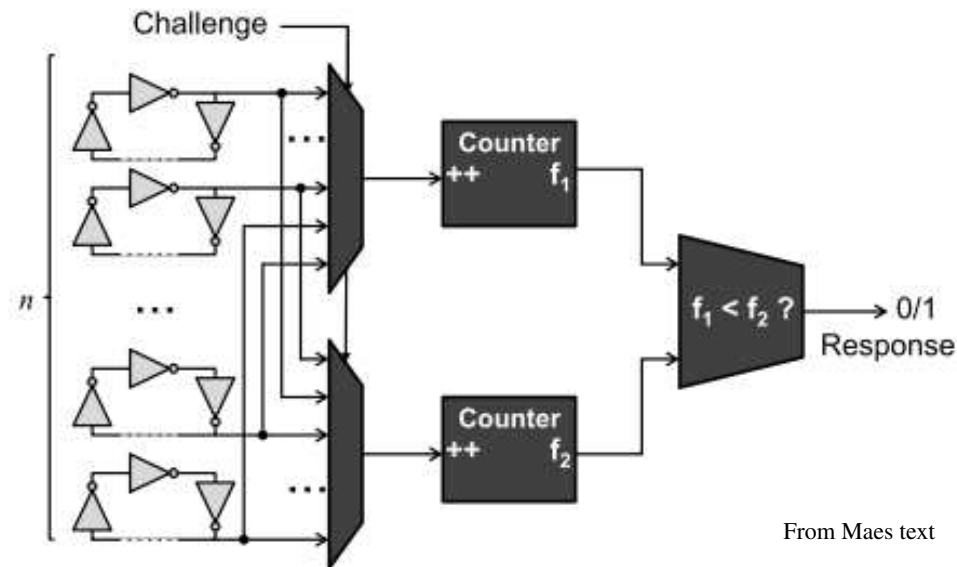 Challenge
n
...
...
...
Counter
++ f₁
f₁ < f₂ ?
0/1
Response
Counter
++ f₂
From Maes text